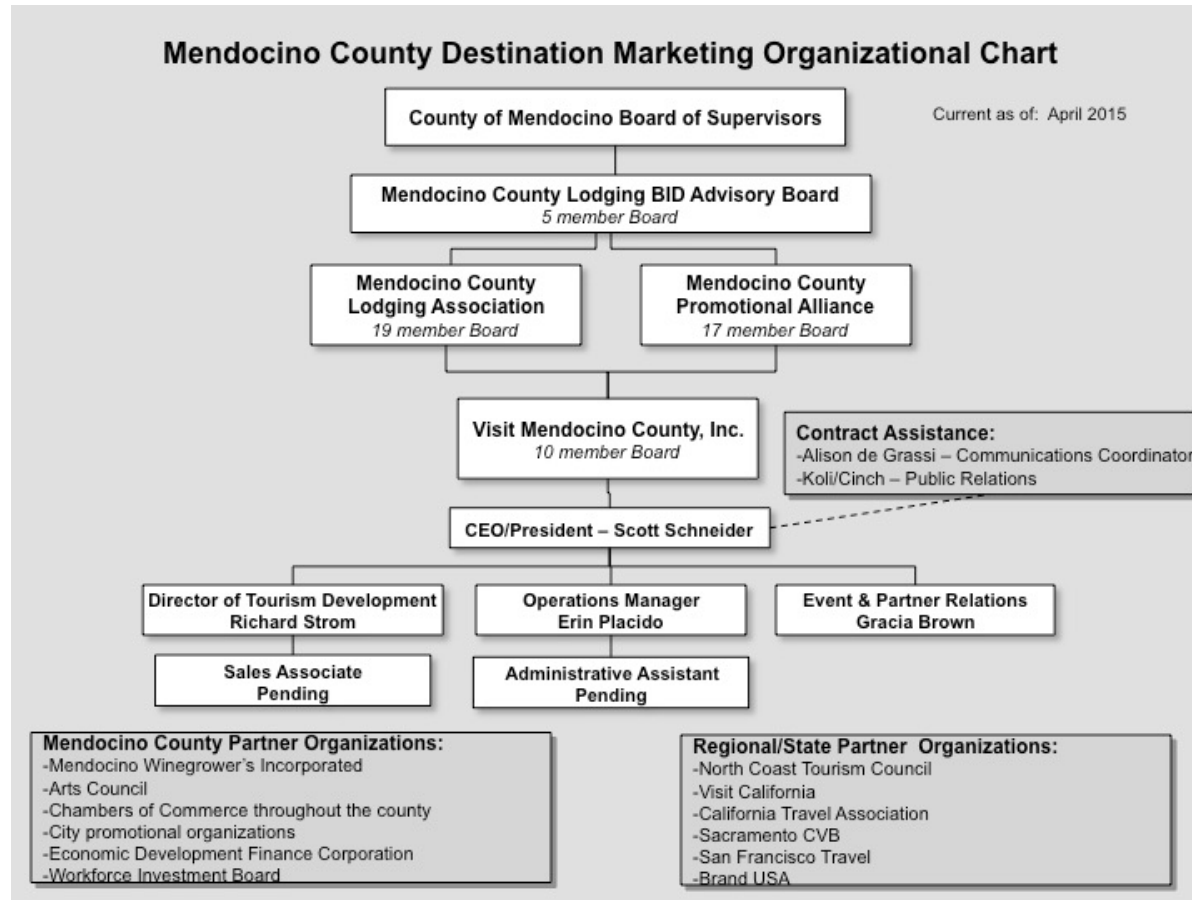 Mendocino County Destination Marketing Organizational Chart
County of Mendocino Board of Supervisors
Current as of: April 2015
Mendocino County Lodging BID Advisory Board
5 member Board
Mendocino County
Lodging Association
19 member Board
Mendocino County
Promotional Alliance
17 member Board
Visit Mendocino County, Inc.
10 member Board
Contract Assistance:
-Alison de Grassi – Communications Coordinator
-Koli/Cinch – Public Relations
CEO/President – Scott Schneider
Director of Tourism Development
Richard Strom
Operations Manager
Erin Placido
Event & Partner Relations
Gracia Brown
Sales Associate
Pending
Administrative Assistant
Pending
Mendocino County Partner Organizations:
-Mendocino Winegrower's Incorporated
-Arts Council
-Chambers of Commerce throughout the county
-City promotional organizations
-Economic Development Finance Corporation
-Workforce Investment Board
Regional/State Partner Organizations:
-North Coast Tourism Council
-Visit California
-California Travel Association
-Sacramento CVB
-San Francisco Travel
-Brand USA